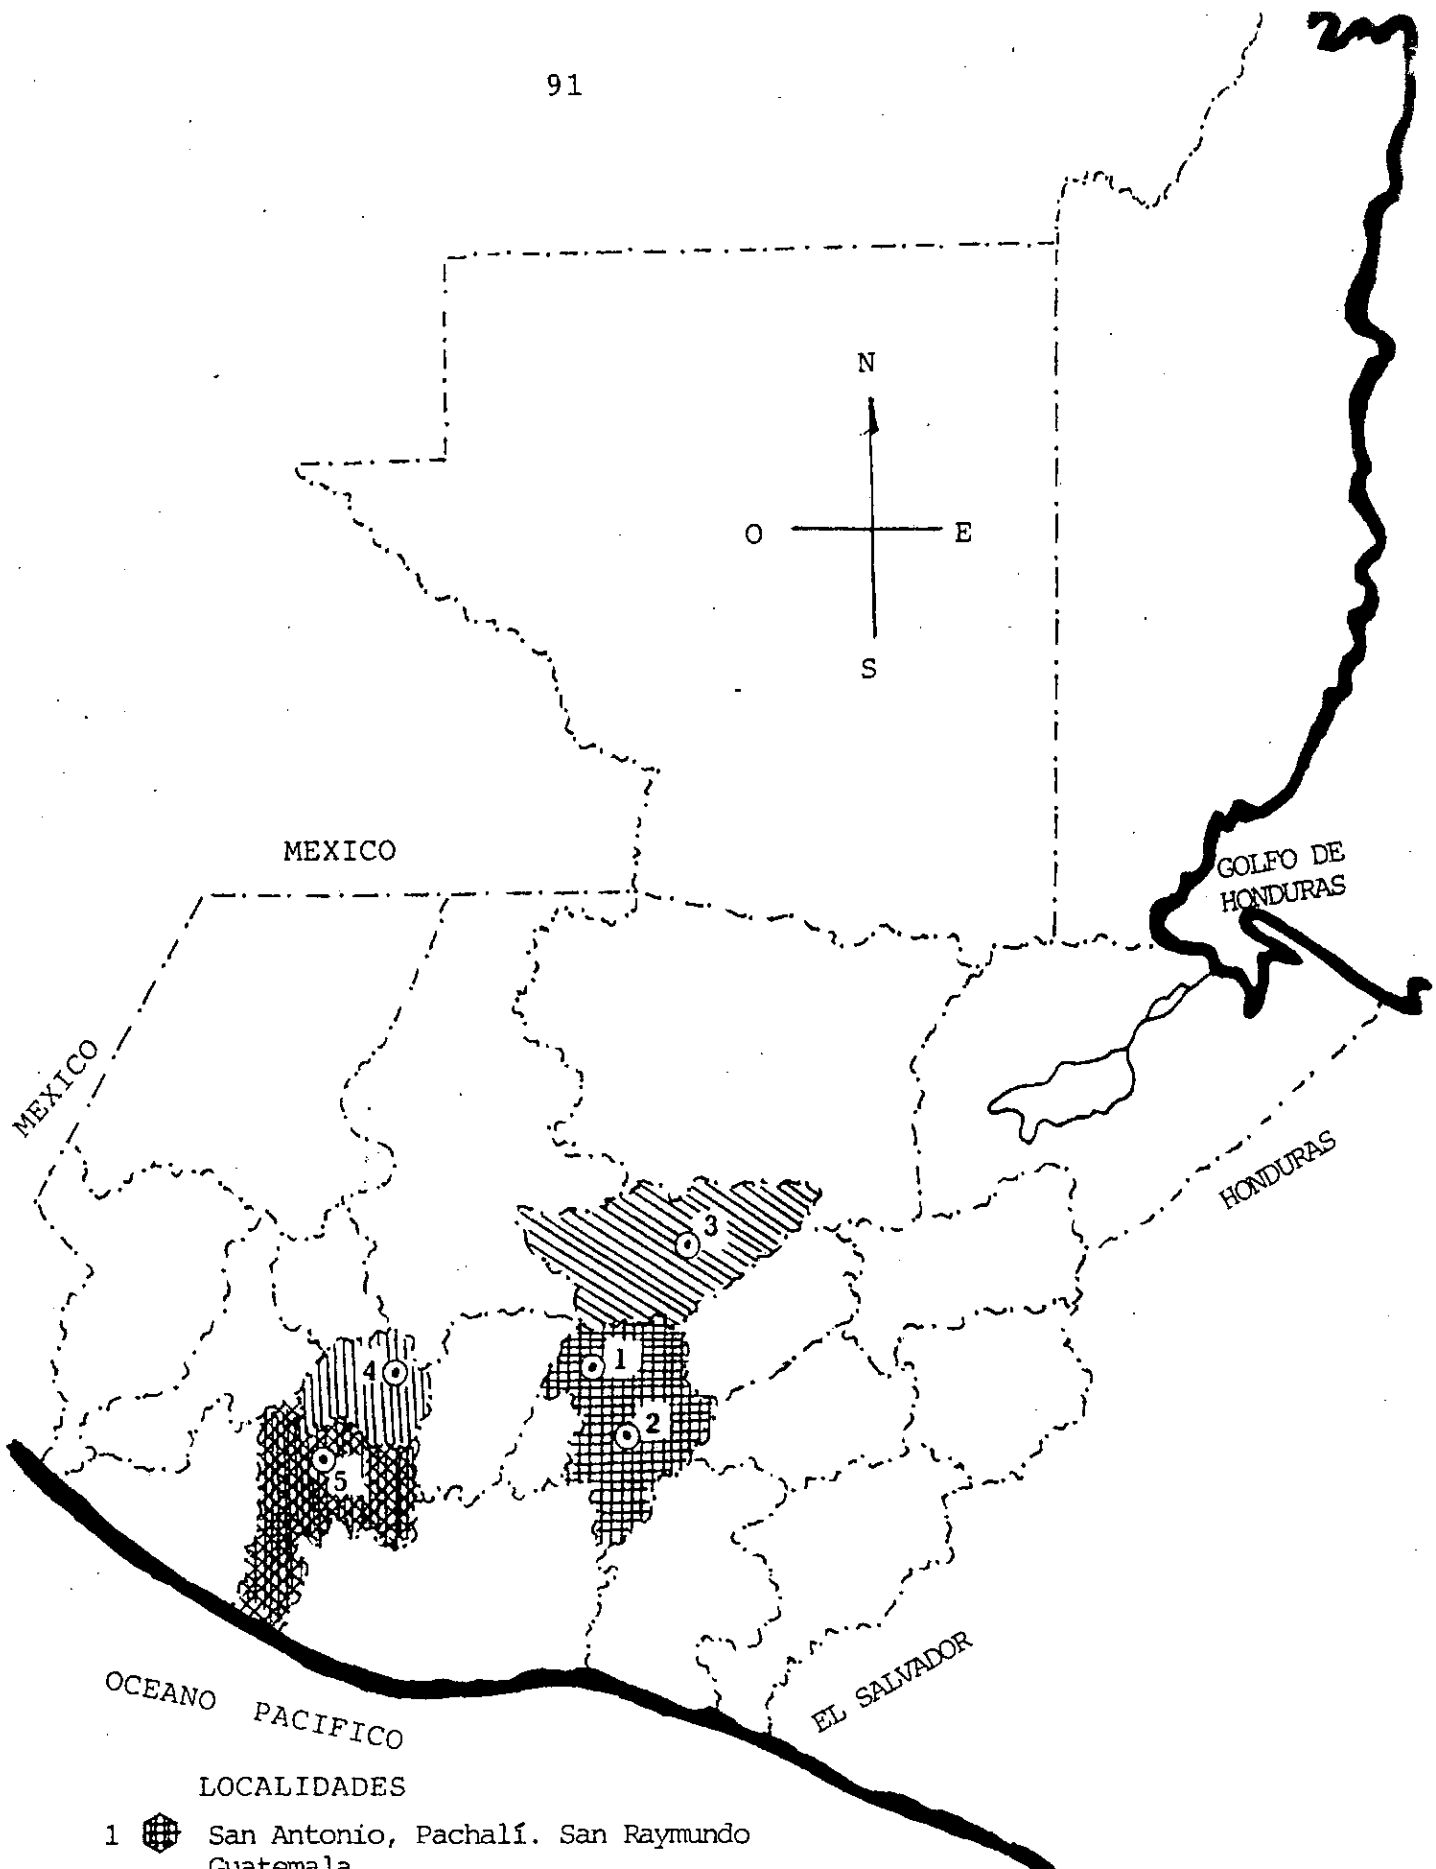 91
N
O E
S
MEXICO
GOLFO DE
HONDURAS
MEXICO
HONDURAS
3
1
4
2
5
EL SALVADOR
OCEANO PACIFICO
LOCALIDADES
1 San Antonio, Pachalí. San Raymundo
Guatemala